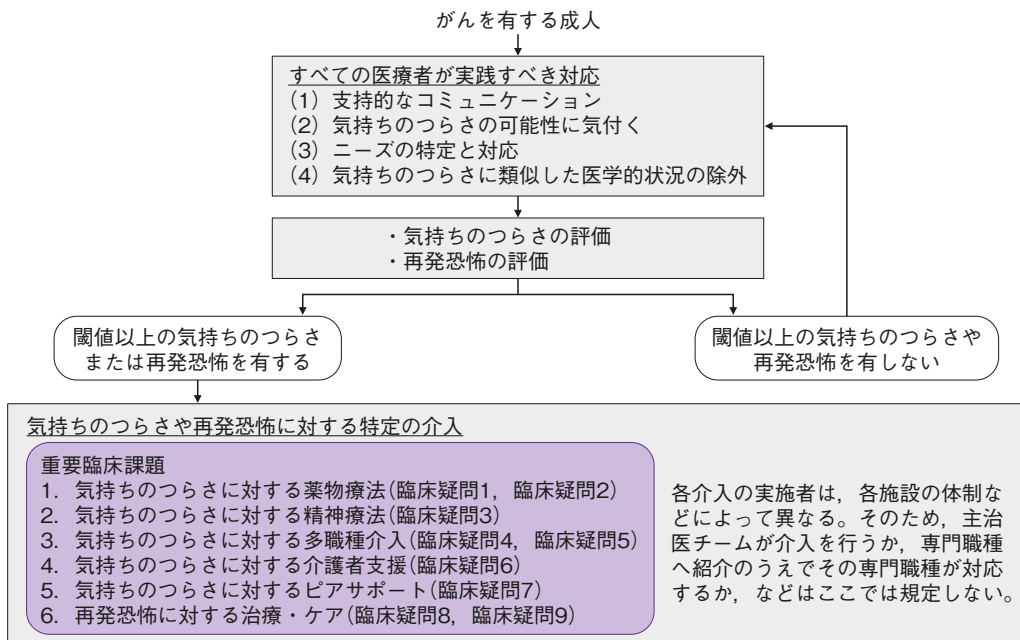 がんを有する成人
すべての医療者が実践すべき対応
（1）支持的なコミュニケーション
（2）気持ちのつらさの可能性に気付く
（3）ニーズの特定と対応
（4）気持ちのつらさに類似した医学的状況の除外
・気持ちのつらさの評価
・再発恐怖の評価
閾値以上の気持ちのつらさ
または再発恐怖を有する
閾値以上の気持ちのつらさや
再発恐怖を有しない
気持ちのつらさや再発恐怖に対する特定の介入
重要臨床課題
1. 気持ちのつらさに対する薬物療法（臨床疑問1，臨床疑問2）
2. 気持ちのつらさに対する精神療法（臨床疑問3）
3. 気持ちのつらさに対する多職種介入（臨床疑問4，臨床疑問5）
4. 気持ちのつらさに対する介護者支援（臨床疑問6）
5. 気持ちのつらさに対するピアサポート（臨床疑問7）
6. 再発恐怖に対する治療・ケア（臨床疑問8，臨床疑問9）
各介入の実施者は，各施設の体制な
どによって異なる。そのため，主治
医チームが介入を行うか，専門職種
へ紹介のうえでその専門職種が対応
するか，などはここでは規定しない。